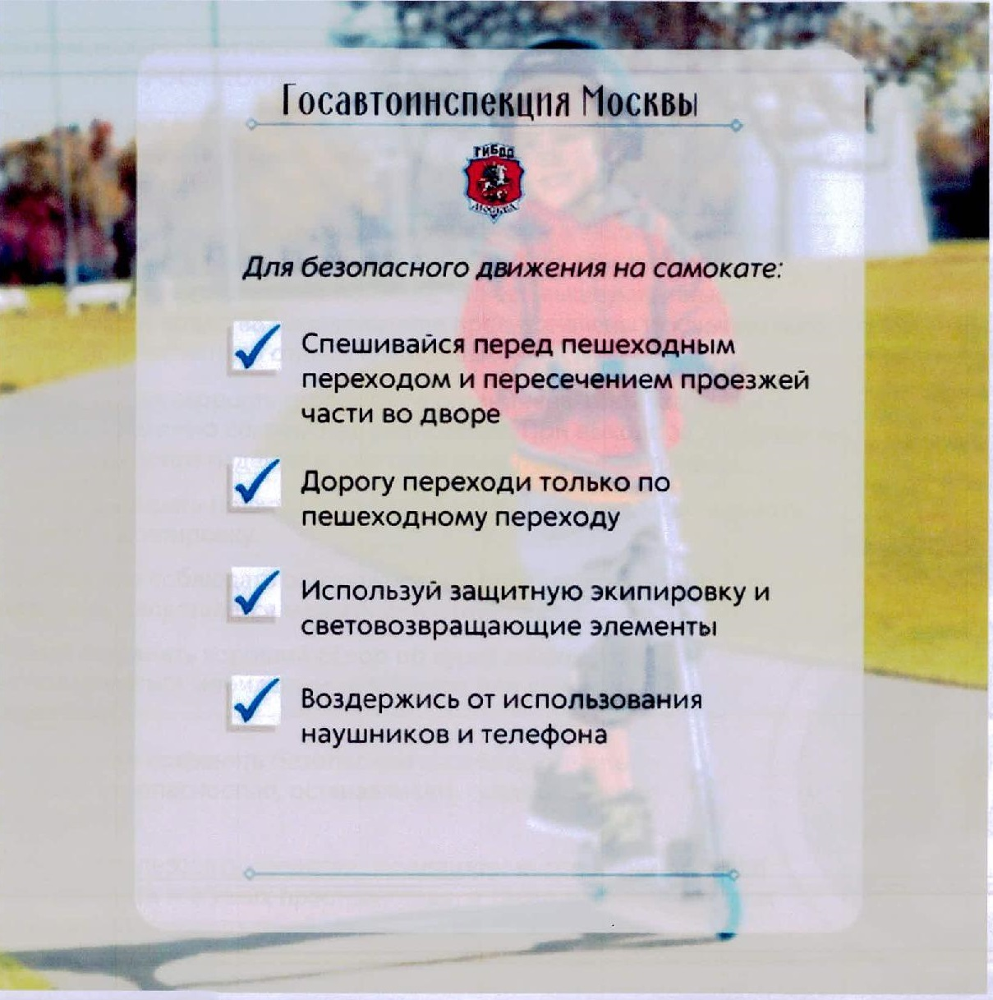 Госавтоинспекция Москвы
ГИБДД
МОСКВА
Для безопасного движения на самокате:
Спешивайся перед пешеходным
переходом и пересечением проезжей
части во дворе
Дорогу переходи только по
пешеходному переходу
Используй защитную экипировку и
световозвращающие элементы
Воздержись от использования
наушников и телефона